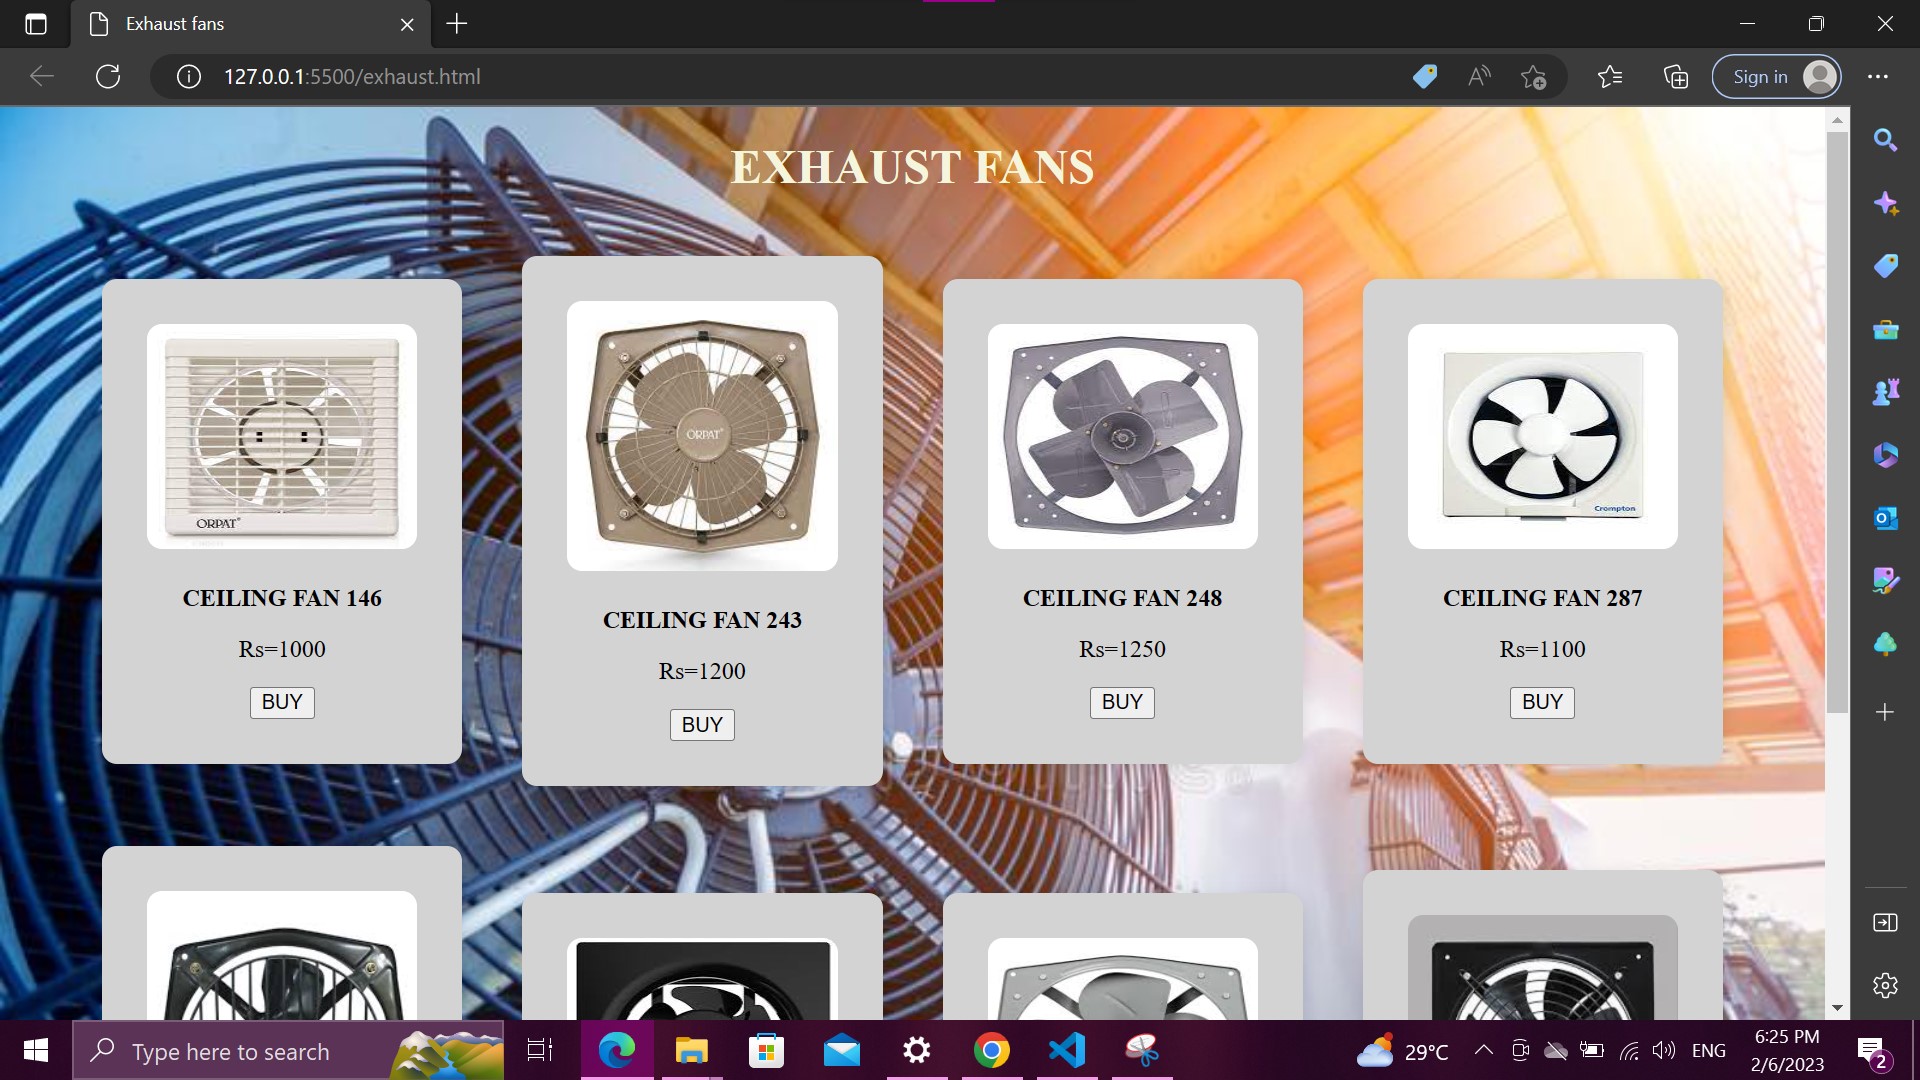 Exhaust fans
127.0.0.1:5500/exhaust.html
Sign in
EXHAUST FANS
ORPAT
ORPAT
Crompton
CEILING FAN 146
Rs=1000
BUY
CEILING FAN 243
Rs=1200
BUY
CEILING FAN 248
Rs=1250
BUY
CEILING FAN 287
Rs=1100
BUY
Type here to search
29°C
ENG
6:25 PM
2/6/2023
2